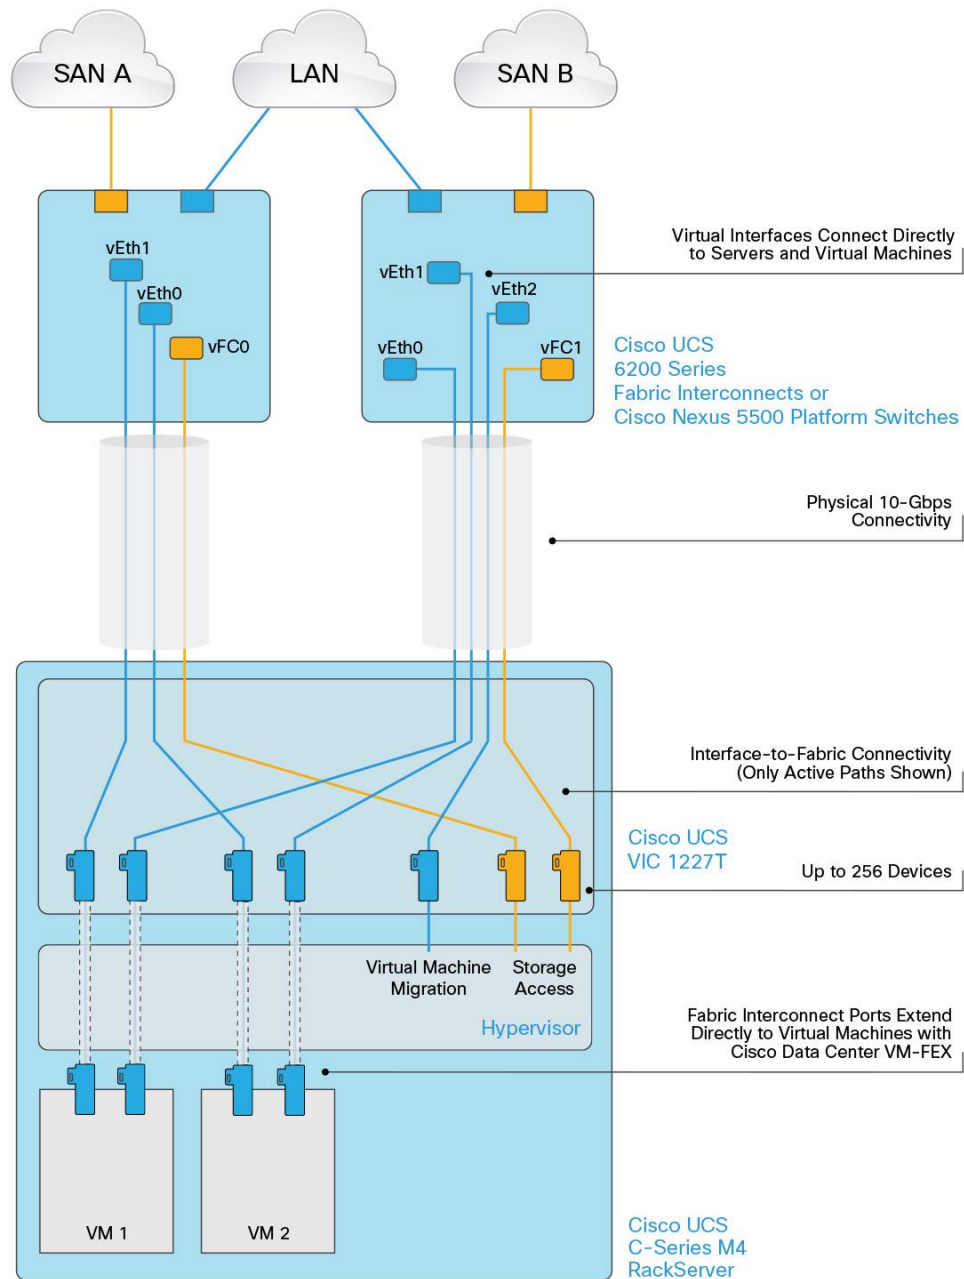 SAN A
LAN
SAN B
vEth1
vEth0
vFC0
vEth1
vEth2
vEth0
vFC1
Virtual Interfaces Connect Directly
to Servers and Virtual Machines
Cisco UCS
6200 Series
Fabric Interconnects or
Cisco Nexus 5500 Platform Switches
Physical 10-Gbps
Connectivity
Interface-to-Fabric Connectivity
(Only Active Paths Shown)
Cisco UCS
VIC 1227T
Up to 256 Devices
Virtual Machine
Migration
Storage
Access
Hypervisor
Fabric Interconnect Ports Extend
Directly to Virtual Machines with
Cisco Data Center VM-FEX
VM 1
VM 2
Cisco UCS
C-Series M4
RackServer